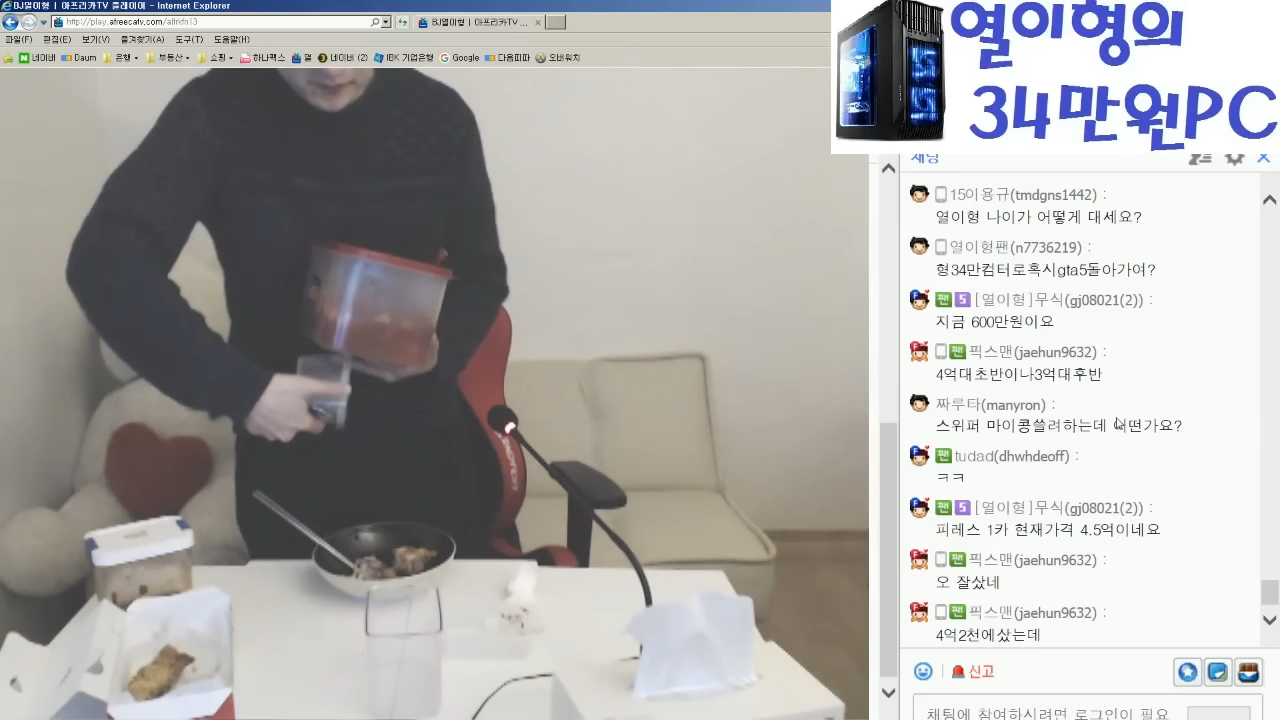 BJ열이형 | 아프리카TV 플레이어 - Internet Explorer
http://play.afreecatv.com/allrkfn13
BJ열이형 | 아프리카TV ...
파일(F) 편집(E) 보기(V) 즐겨찾기(A) 도구(T) 도움말(H)
네이버 Daum 은행 부동산 쇼핑 하나팩스 열 네이버 (2) IBK 기업은행 Google 다음피파 오버워치
열이형의
34만원PC
채팅
15이용규(tmdgns1442) :
열이형 나이가 어떻게 대세요?
열이형팬(n7736219) :
형34만컴터로혹시gta5돌아가여?
팬 S [열이형]무식(gj08021(2)) :
지금 600만원이요
팬 픽스맨(jaehun9632) :
4억대초반이나3억대후반
짜루타(manyron) :
스위퍼 마이콩쓸려하는데 어떤가요?
팬 tudad(dhwhdeoff) :
ㅋㅋ
팬 S [열이형]무식(gj08021(2)) :
피레스 1카 현재가격 4.5억이네요
팬 픽스맨(jaehun9632) :
오 잘샀네
팬 픽스맨(jaehun9632) :
4억2천에샀는데
신고
채팅에 참여하시려면 로그인이 필요